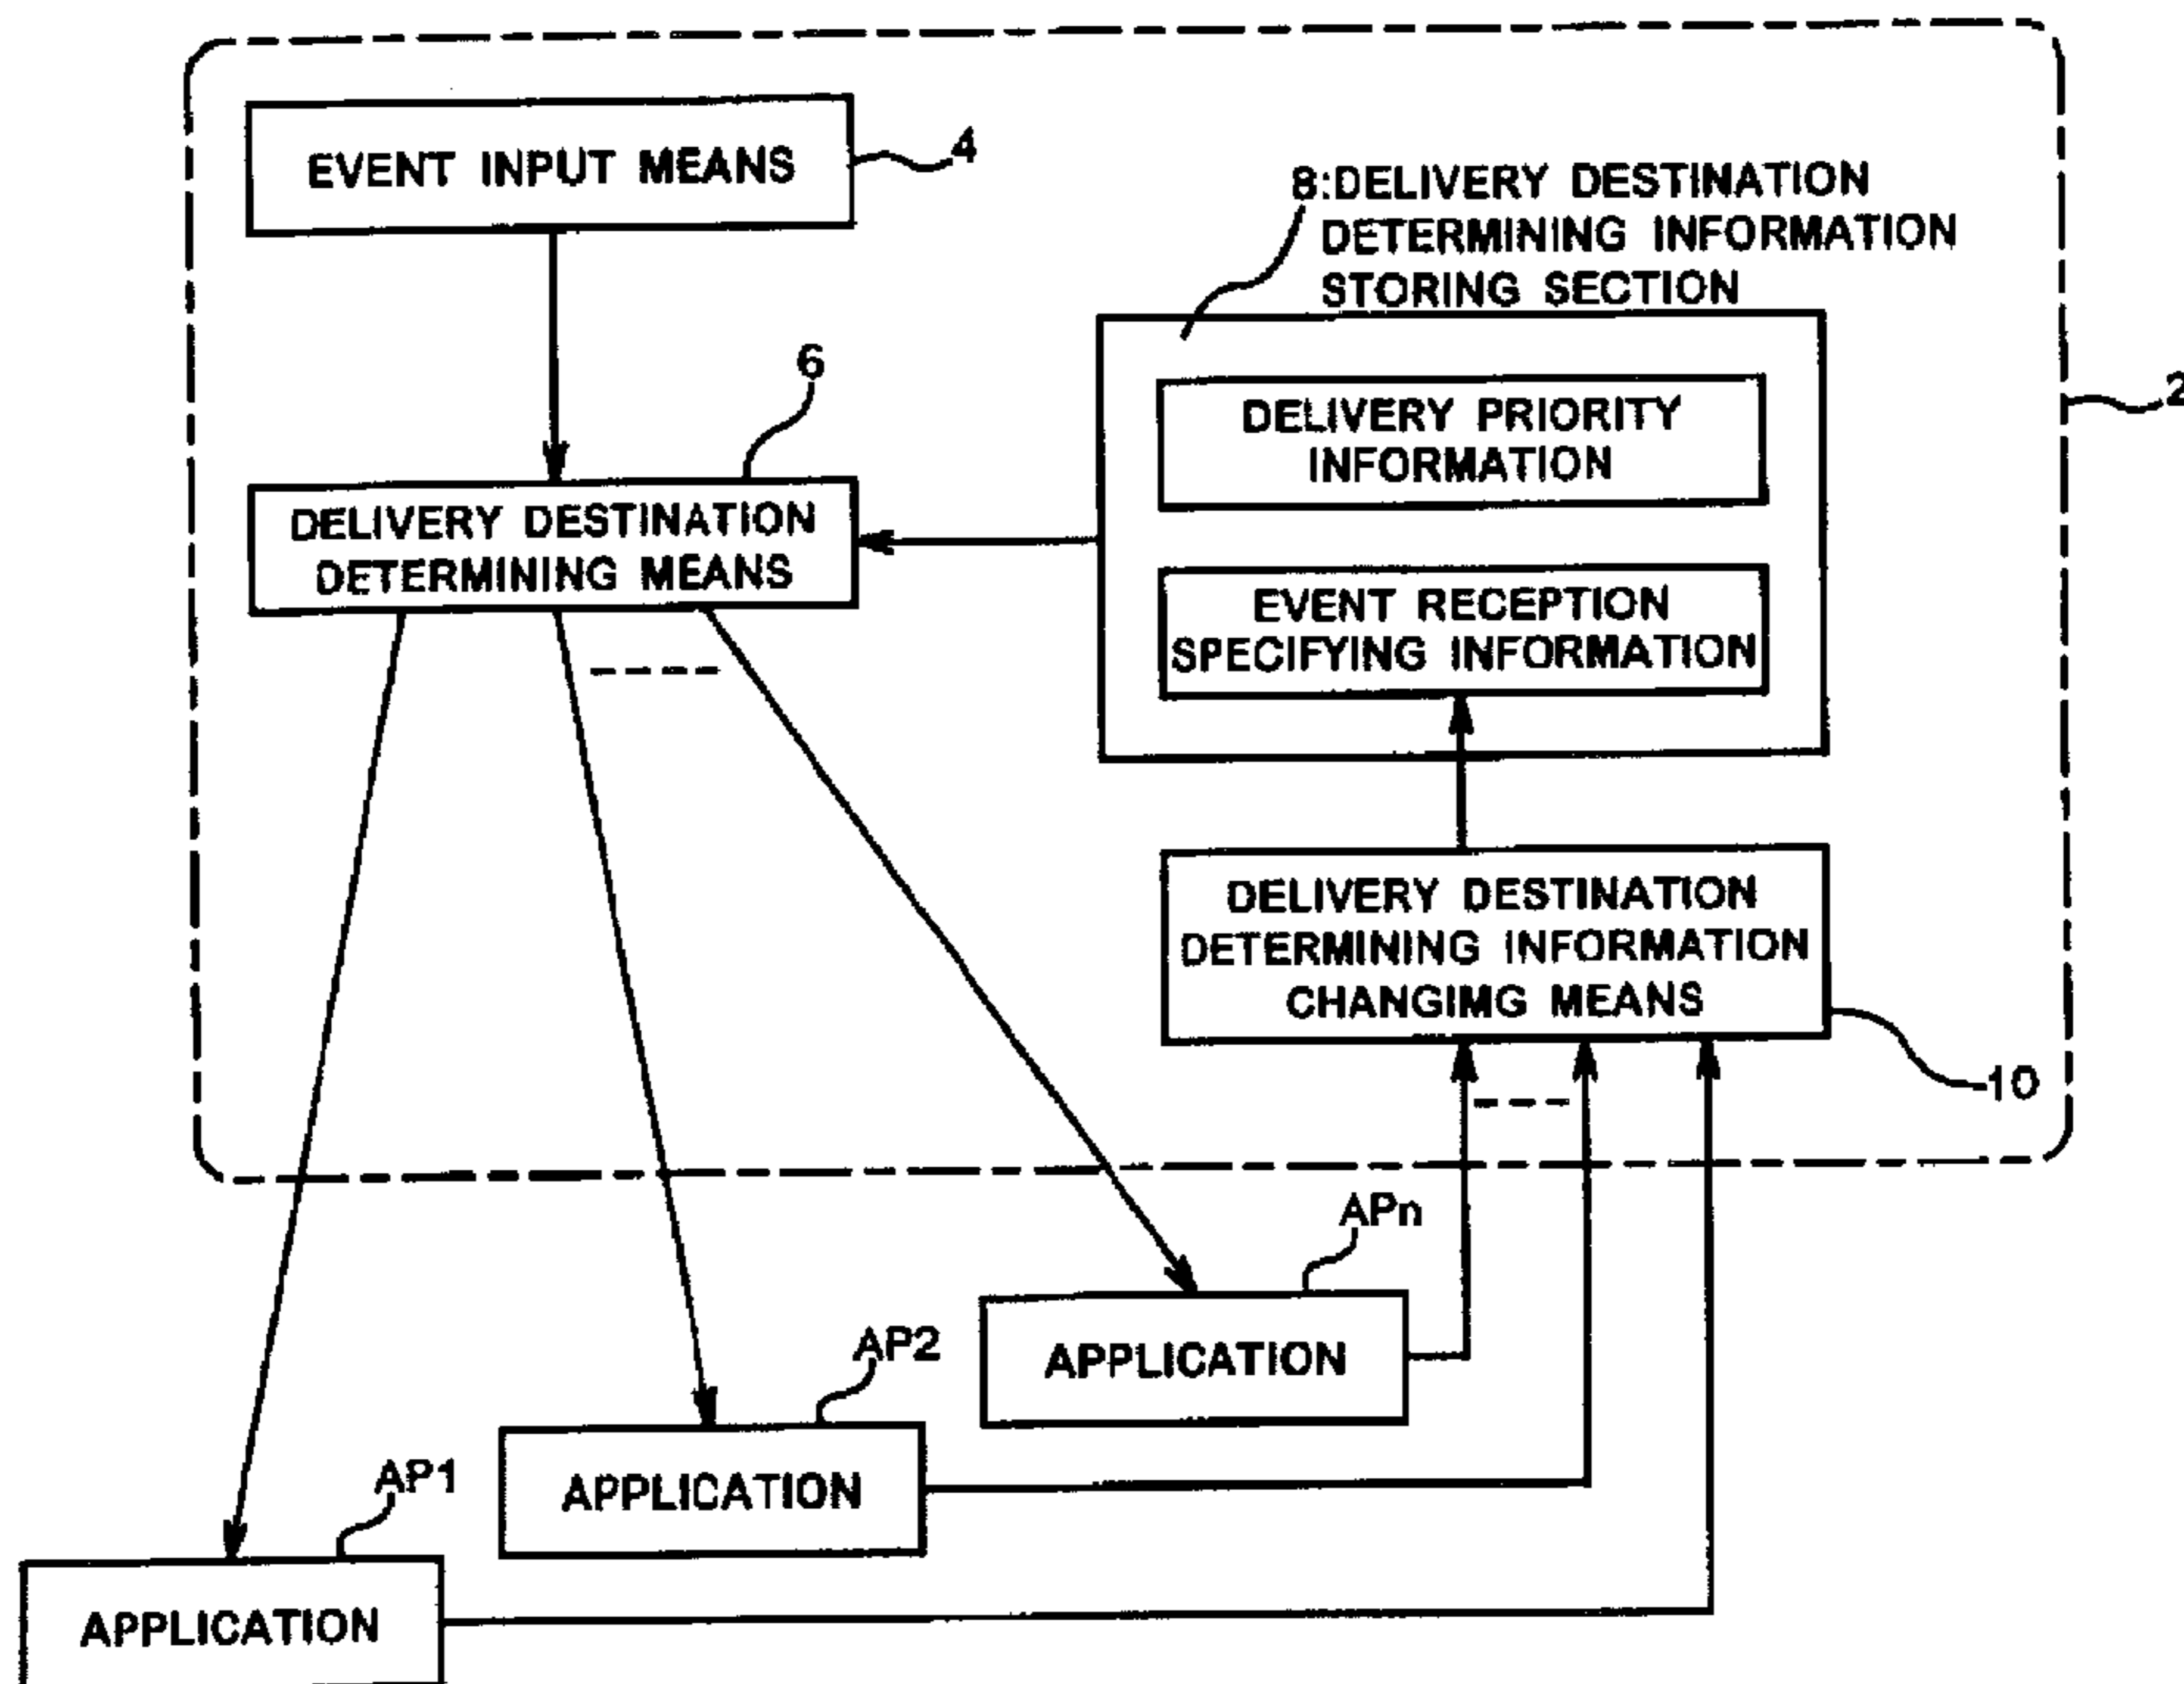 EVENT INPUT MEANS
4
8:DELIVERY DESTINATION
DETERMINING INFORMATION
STORING SECTION
6
DELIVERY PRIORITY
INFORMATION
2
DELIVERY DESTINATION
DETERMINING MEANS
EVENT RECEPTION
SPECIFYING INFORMATION
DELIVERY DESTINATION
DETERMINING INFORMATION
CHANGIMG MEANS
10
APn
APPLICATION
AP2
APPLICATION
AP1
APPLICATION